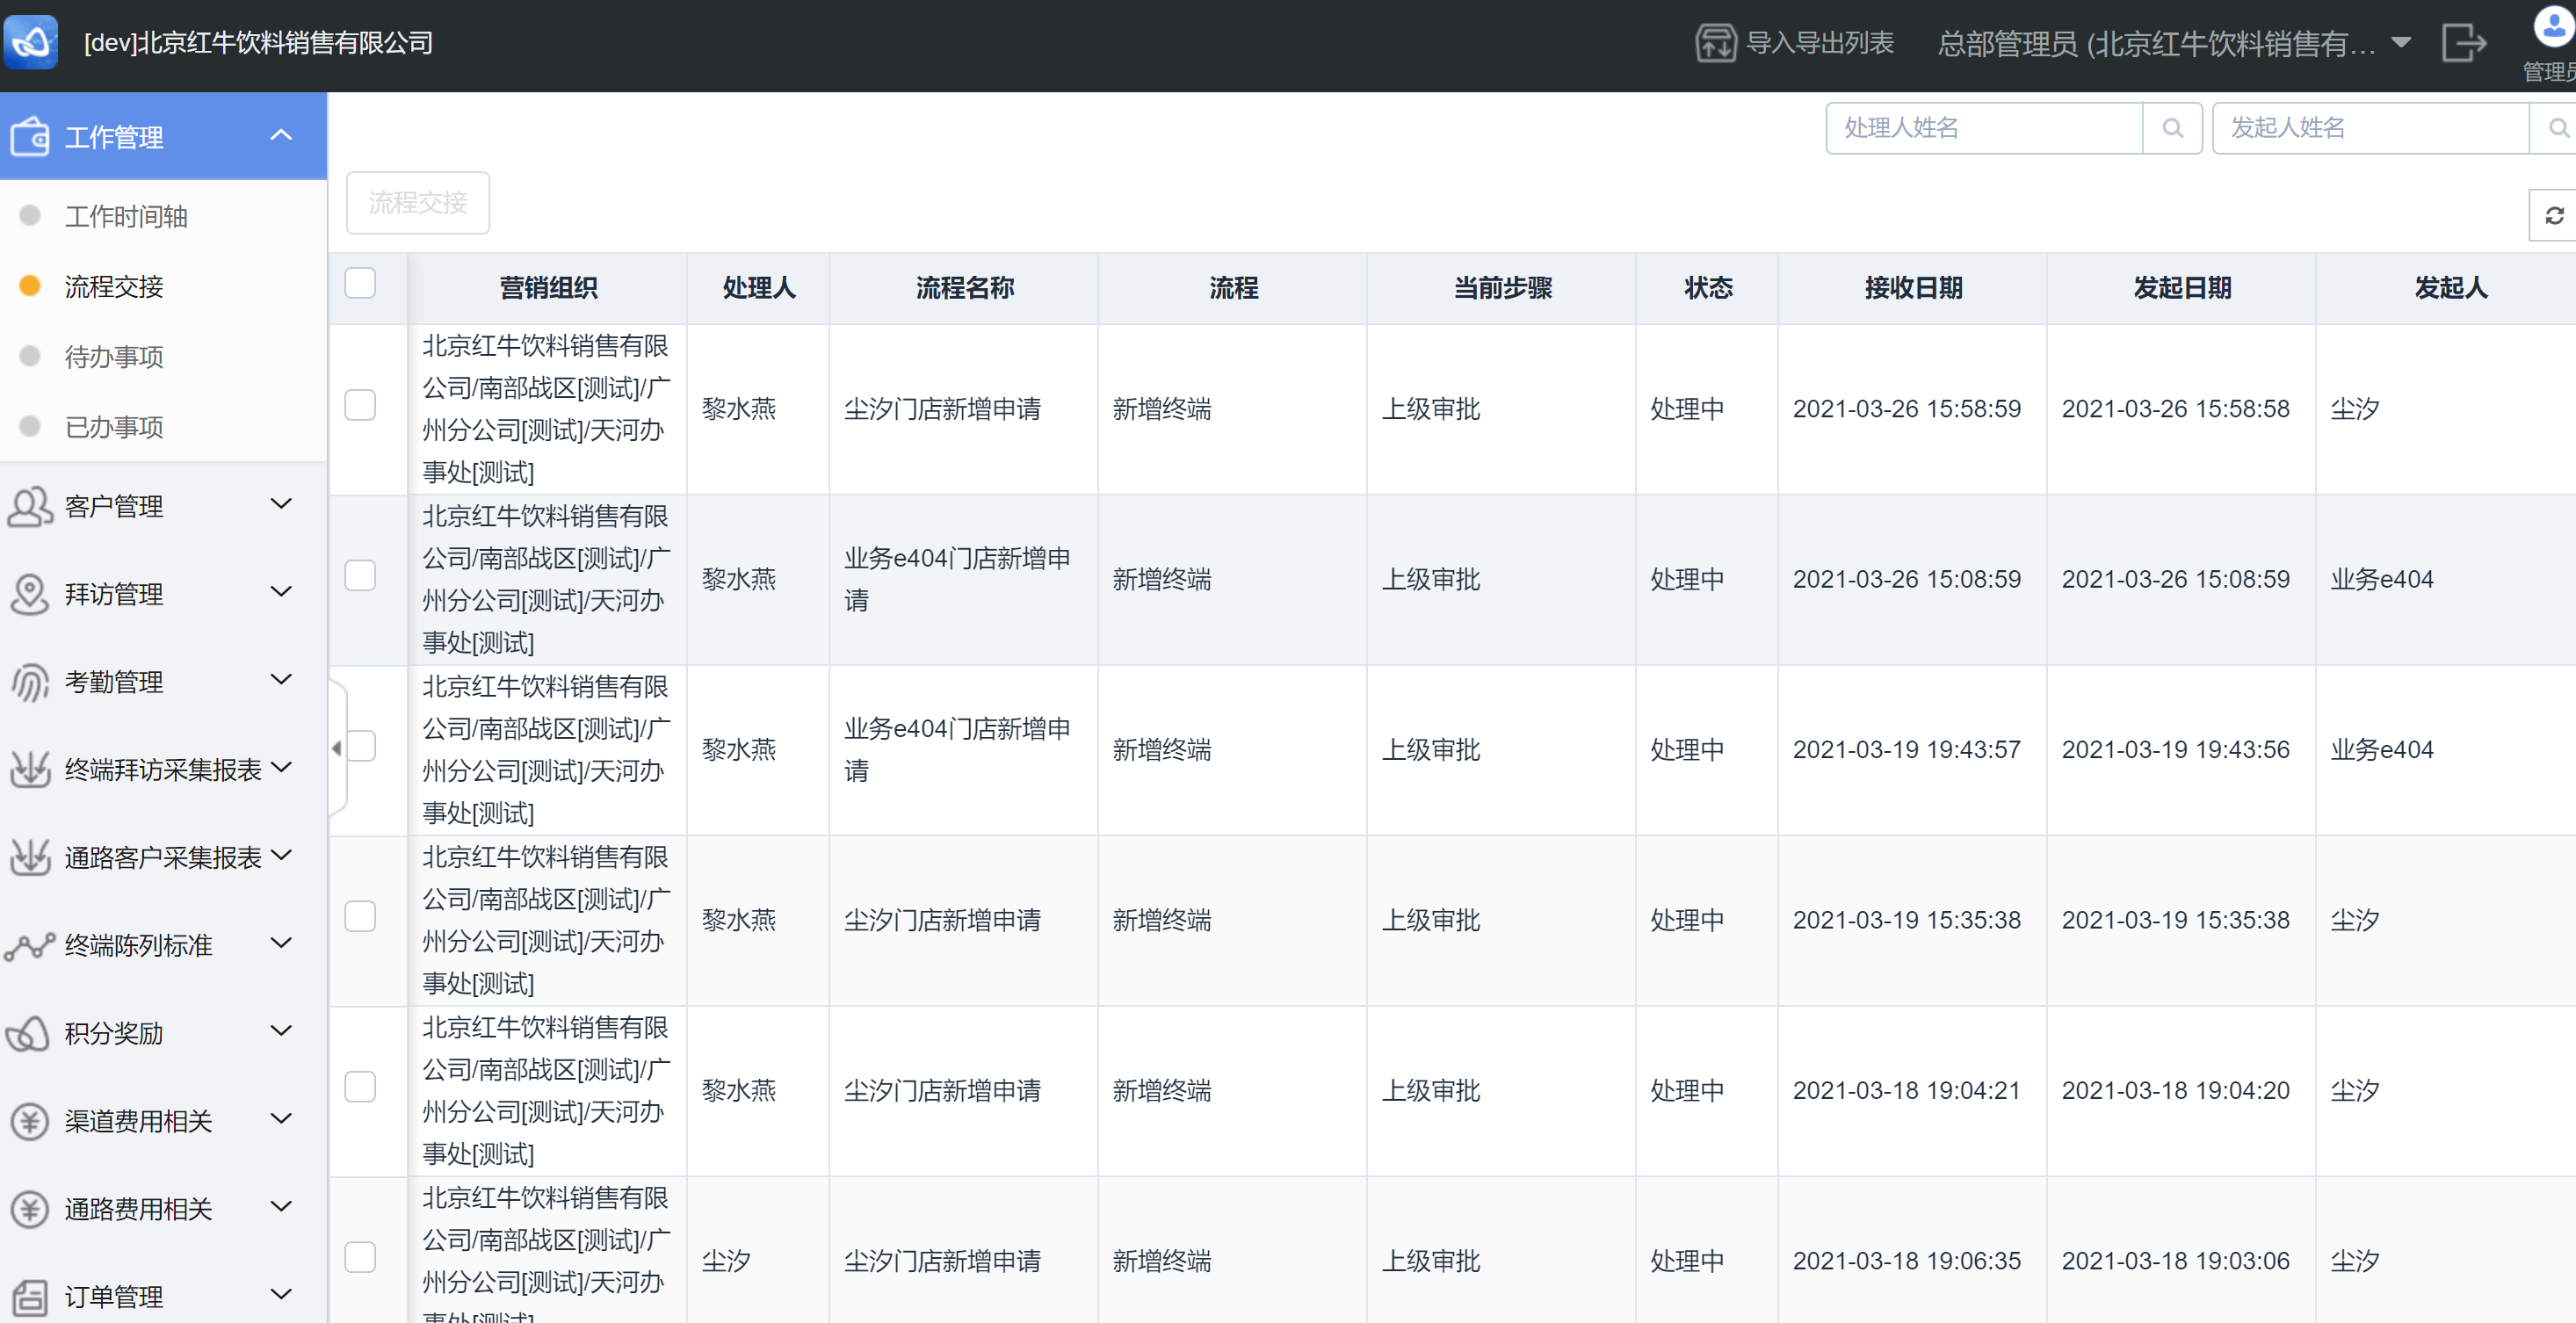 [dev]北京红牛饮料销售有限公司
导入导出列表
总部管理员 (北京红牛饮料销售有...
管理员
工作管理
工作时间轴
流程交接
待办事项
已办事项
客户管理
拜访管理
考勤管理
终端拜访采集报表
通路客户采集报表
终端陈列标准
积分奖励
渠道费用相关
通路费用相关
订单管理
处理人姓名
发起人姓名
流程交接
营销组织 处理人 流程名称 流程 当前步骤 状态 接收日期 发起日期 发起人
北京红牛饮料销售有限
公司/南部战区[测试]/广
州分公司[测试]/天河办
事处[测试]
黎水燕 尘汐门店新增申请 新增终端 上级审批 处理中 2021-03-26 15:58:59 2021-03-26 15:58:58 尘汐
北京红牛饮料销售有限
公司/南部战区[测试]/广
州分公司[测试]/天河办
事处[测试]
黎水燕
业务e404门店新增申
请
新增终端 上级审批 处理中 2021-03-26 15:08:59 2021-03-26 15:08:59 业务e404
北京红牛饮料销售有限
公司/南部战区[测试]/广
州分公司[测试]/天河办
事处[测试]
黎水燕
业务e404门店新增申
请
新增终端 上级审批 处理中 2021-03-19 19:43:57 2021-03-19 19:43:56 业务e404
北京红牛饮料销售有限
公司/南部战区[测试]/广
州分公司[测试]/天河办
事处[测试]
黎水燕 尘汐门店新增申请 新增终端 上级审批 处理中 2021-03-19 15:35:38 2021-03-19 15:35:38 尘汐
北京红牛饮料销售有限
公司/南部战区[测试]/广
州分公司[测试]/天河办
事处[测试]
黎水燕 尘汐门店新增申请 新增终端 上级审批 处理中 2021-03-18 19:04:21 2021-03-18 19:04:20 尘汐
北京红牛饮料销售有限
公司/南部战区[测试]/广
州分公司[测试]/天河办
事处[测试]
尘汐 尘汐门店新增申请 新增终端 上级审批 处理中 2021-03-18 19:06:35 2021-03-18 19:03:06 尘汐